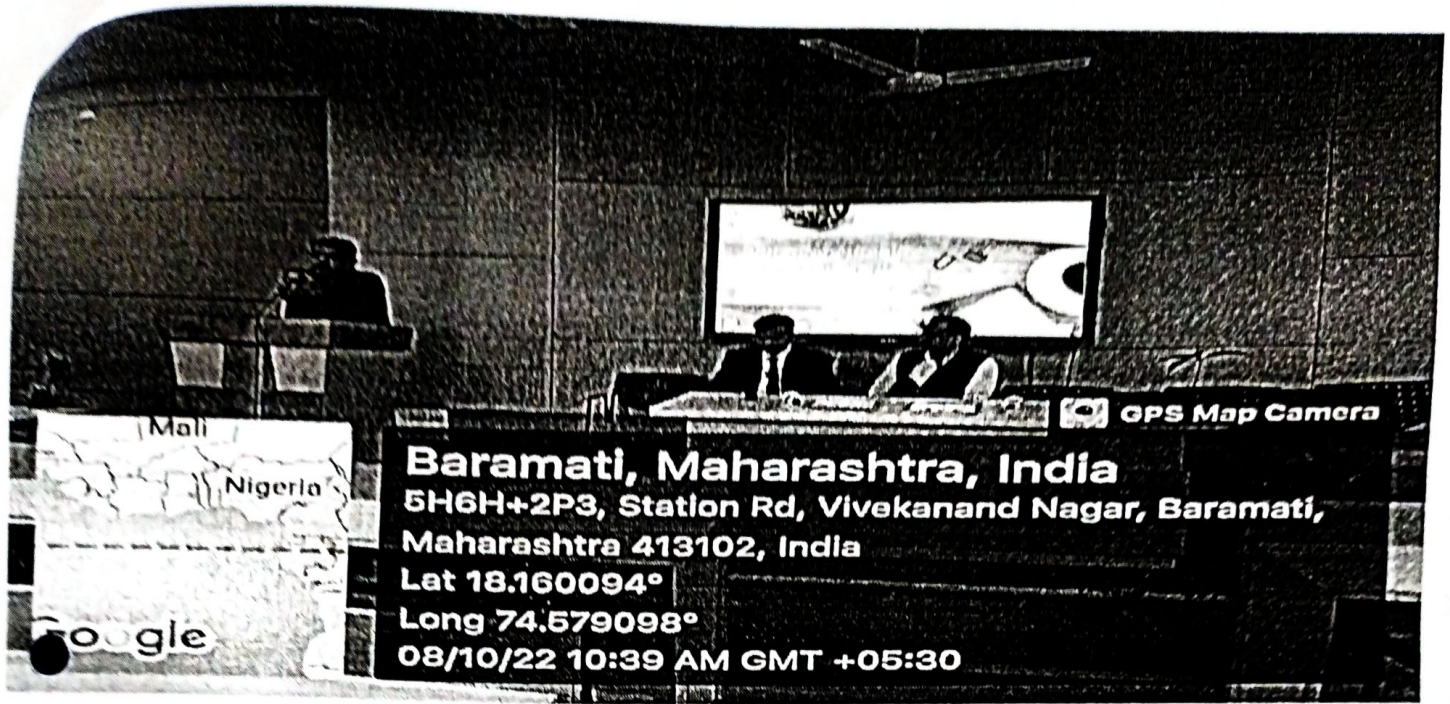 GPS Map Camera
Mali
Nigeria
Google
Baramati, Maharashtra, India
5H6H+2P3, Station Rd, Vivekanand Nagar, Baramati,
Maharashtra 413102, India
Lat 18.160094°
Long 74.579098°
08/10/22 10:39 AM GMT +05:30